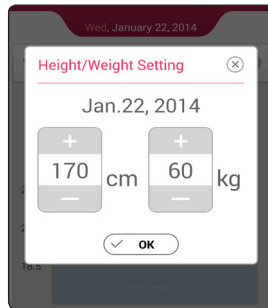 Wed, January 22, 2014
Height/Weight Setting
Jan.22, 2014
170 cm 60 kg
OK
18.5